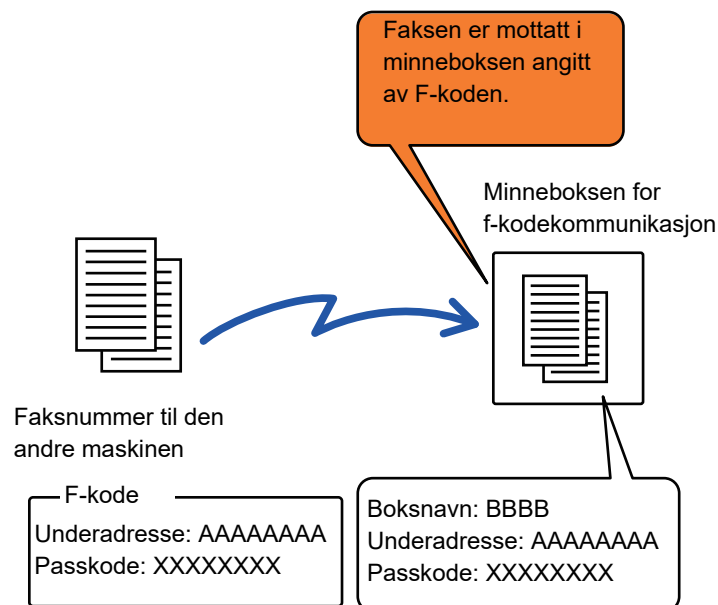 Faksen er mottatt i
minneboksen angitt
av F-koden.
Minneboksen for
f-kodekommunikasjon
Faksnummer til den
andre maskinen
F-kode
Underadresse: AAAAAAAA
Passkode: XXXXXXXX
Boksnavn: BBBB
Underadresse: AAAAAAAA
Passkode: XXXXXXXX